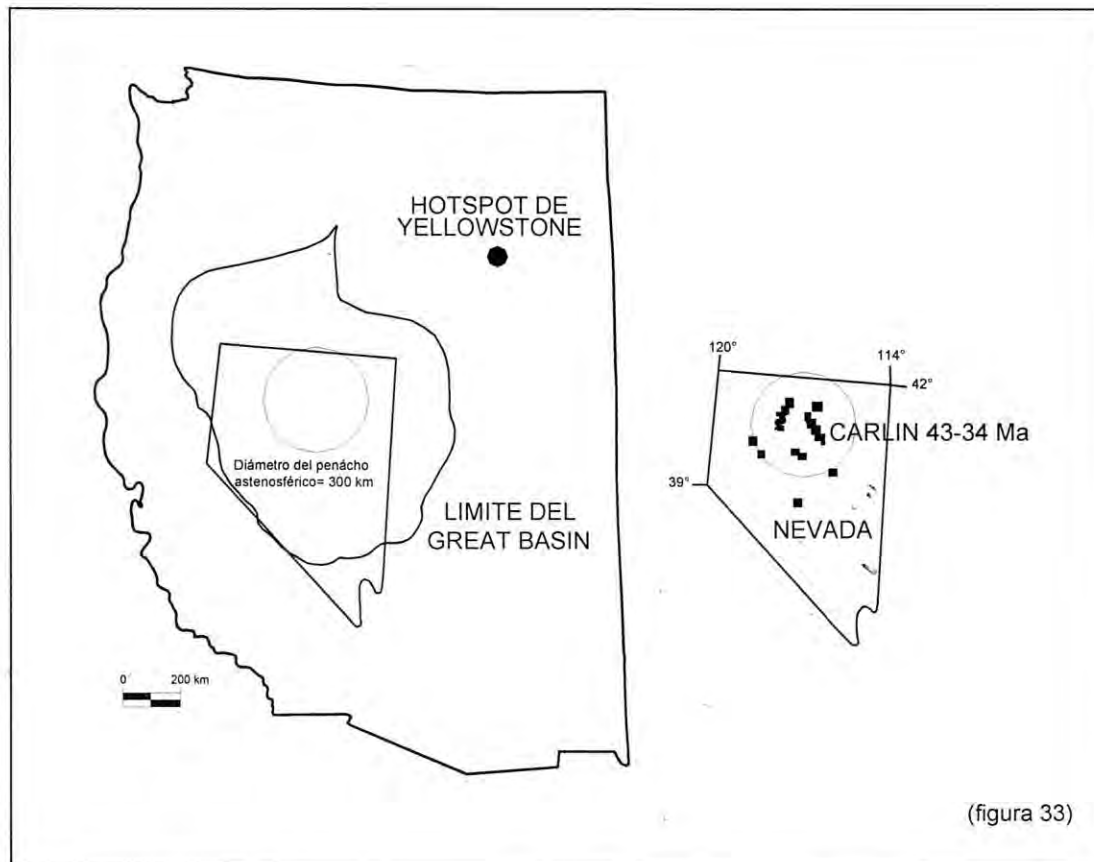 HOTSPOT DE
YELLOWSTONE
Diámetro del penácho
astenosférico= 300 km
LIMITE DEL
GREAT BASIN
0 200 km
120°
114°
42°
CARLIN 43-34 Ma
39°
NEVADA
(figura 33)